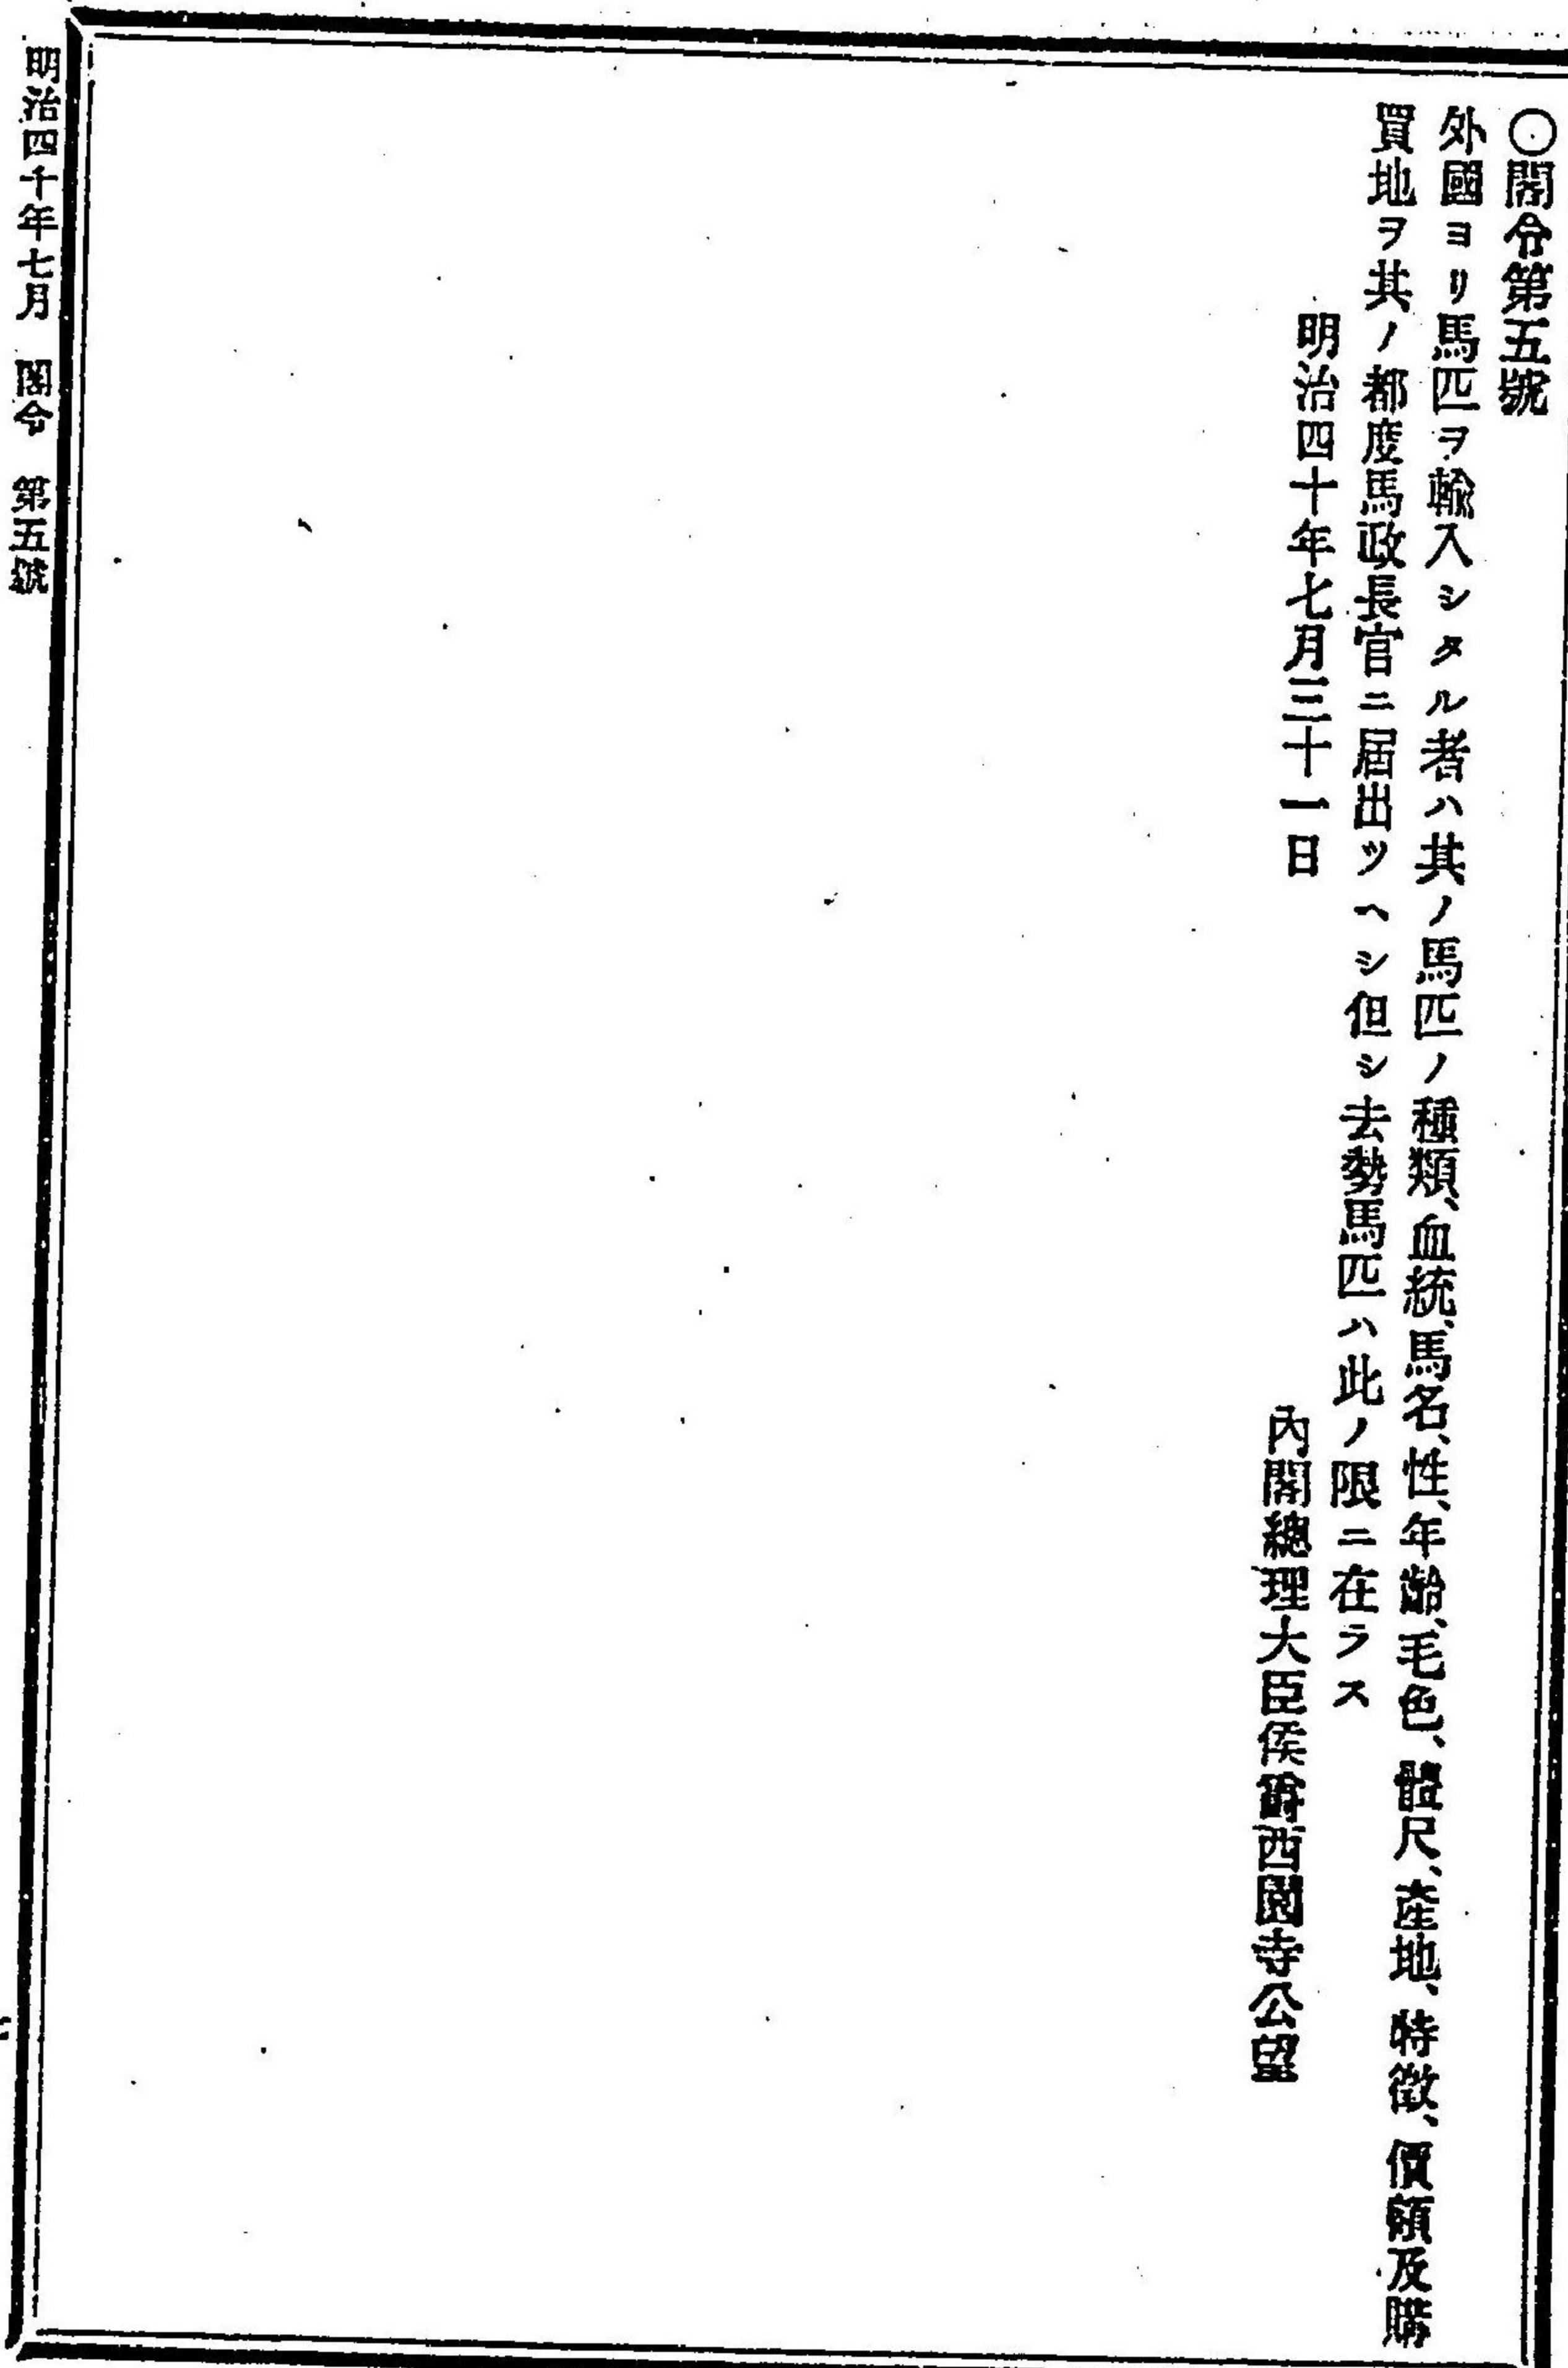 〇閣令第五號
外國ヨリ馬匹ヲ輸入シタル者ハ其ノ馬匹ノ種類、血統、馬名、性、年齡、毛色、體尺、產地、特徵、價額及購
買地ヲ其ノ都度馬政長官ニ屆出ツヘシ但シ去勢馬匹ハ此ノ限ニ在ラス
明治四十年七月三十一日
內閣總理大臣侯爵西園寺公望
明治四千年七月 閣令 第五號